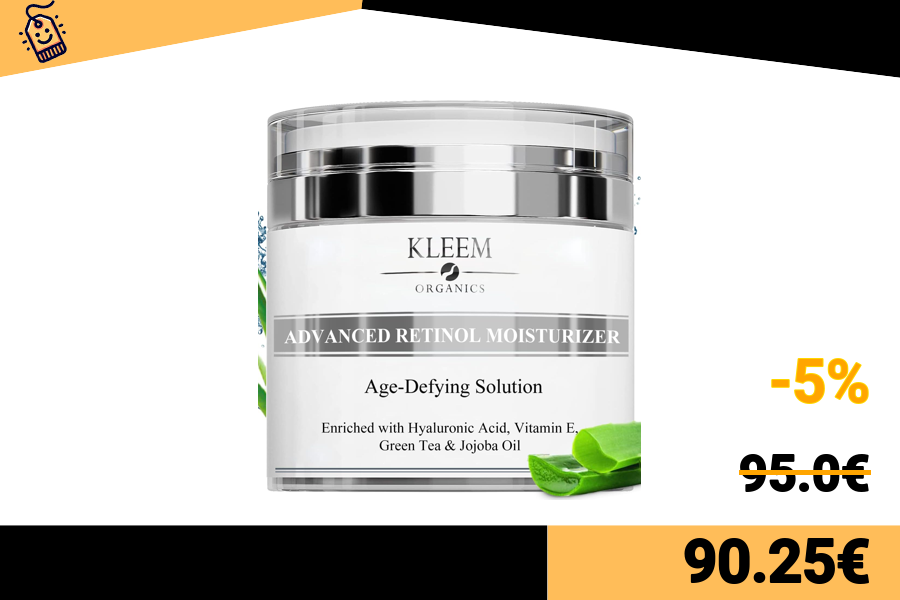 KLEEM
ORGANICS
ADVANCED RETINOL MOISTURIZER
Age-Defying Solution
Enriched with Hyaluronic Acid, Vitamin E,
Green Tea & Jojoba Oil
-5%
95.0€
90.25€